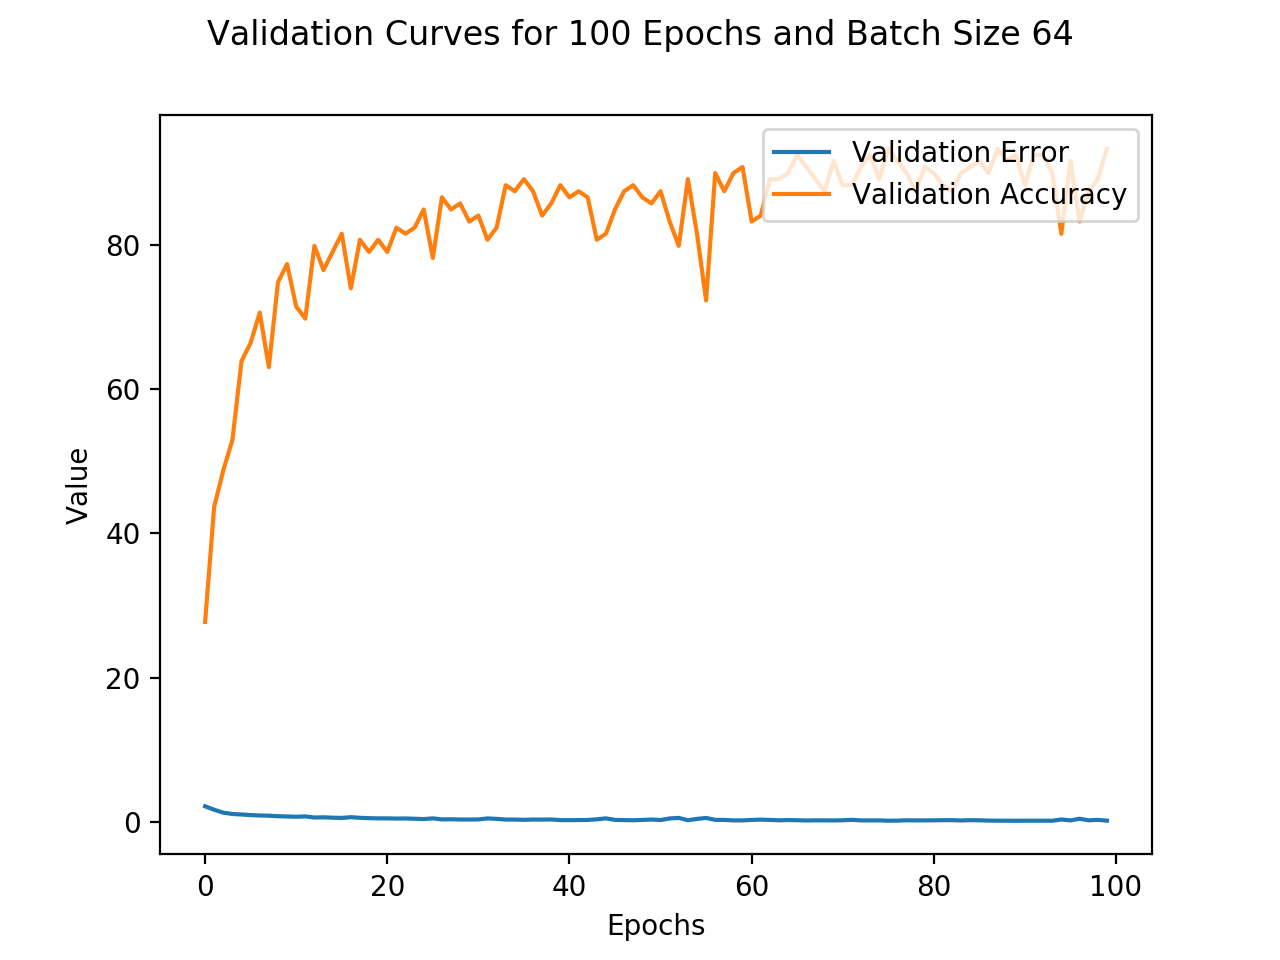 Validation Curves for 100 Epochs and Batch Size 64
Validation Error
Validation Accuracy
80
60
40
20
0
Value
0 20 40 60 80 100
Epochs